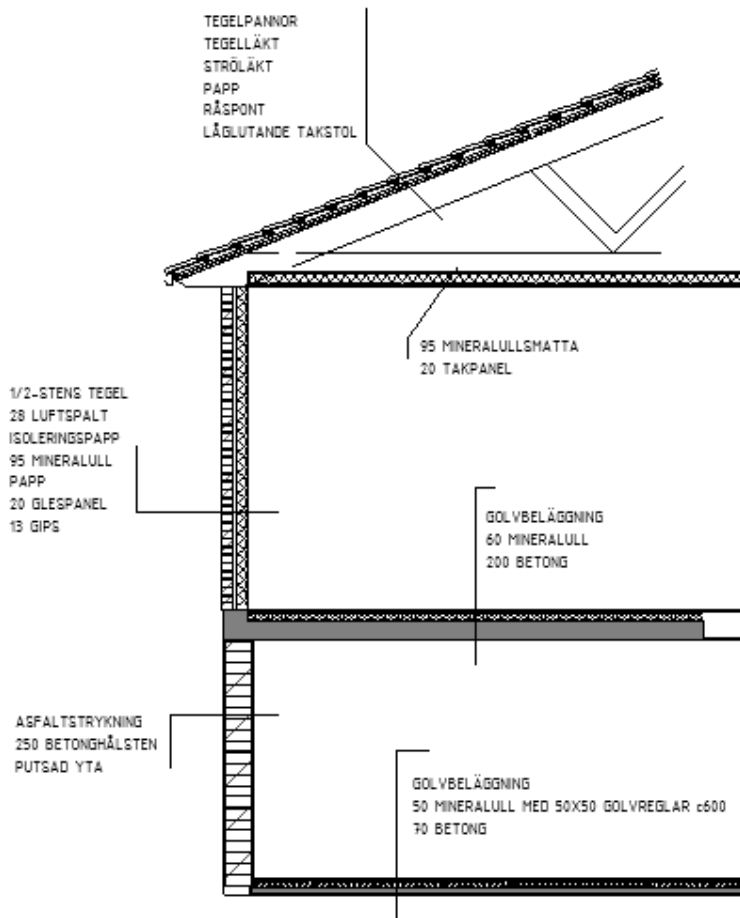 TEGELPANNOR
TEGELLÄKT
STRÖLÄKT
PAPP
RÅSPONT
LÅGLUTANDE TAKSTOL
95 MINERALULLSMATTA
20 TAKPANEL
1/2-STENS TEGEL
28 LUFTSPALT
ISOLERINGSPAPP
95 MINERALULL
PAPP
20 GLESPANEL
13 GIPS
GOLVBELÄGGNING
60 MINERALULL
200 BETONG
ASFALTSTRYKNING
250 BETONGHÅLSTEN
PUTSAD YTA
GOLVBELÄGGNING
50 MINERALULL MED 50X50 GOLVREGLAR c600
70 BETONG